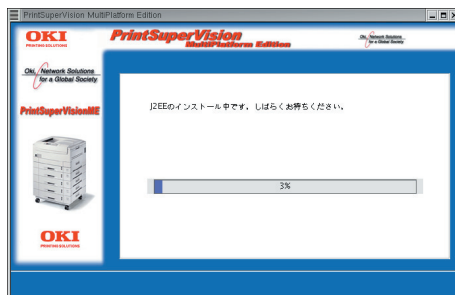 PrintSuperVision MultiPlatform Edition
OKI
PRINTING SOLUTIONS
PrintSuperVision
MultiPlatform Edition
Oki, Network Solutions
for a Global Society
Oki, Network Solutions
for a Global Society
PrintSuperVisionME
J2EEのインストール中です。しばらくお待ちください。
3%
OKI
PRINTING SOLUTIONS